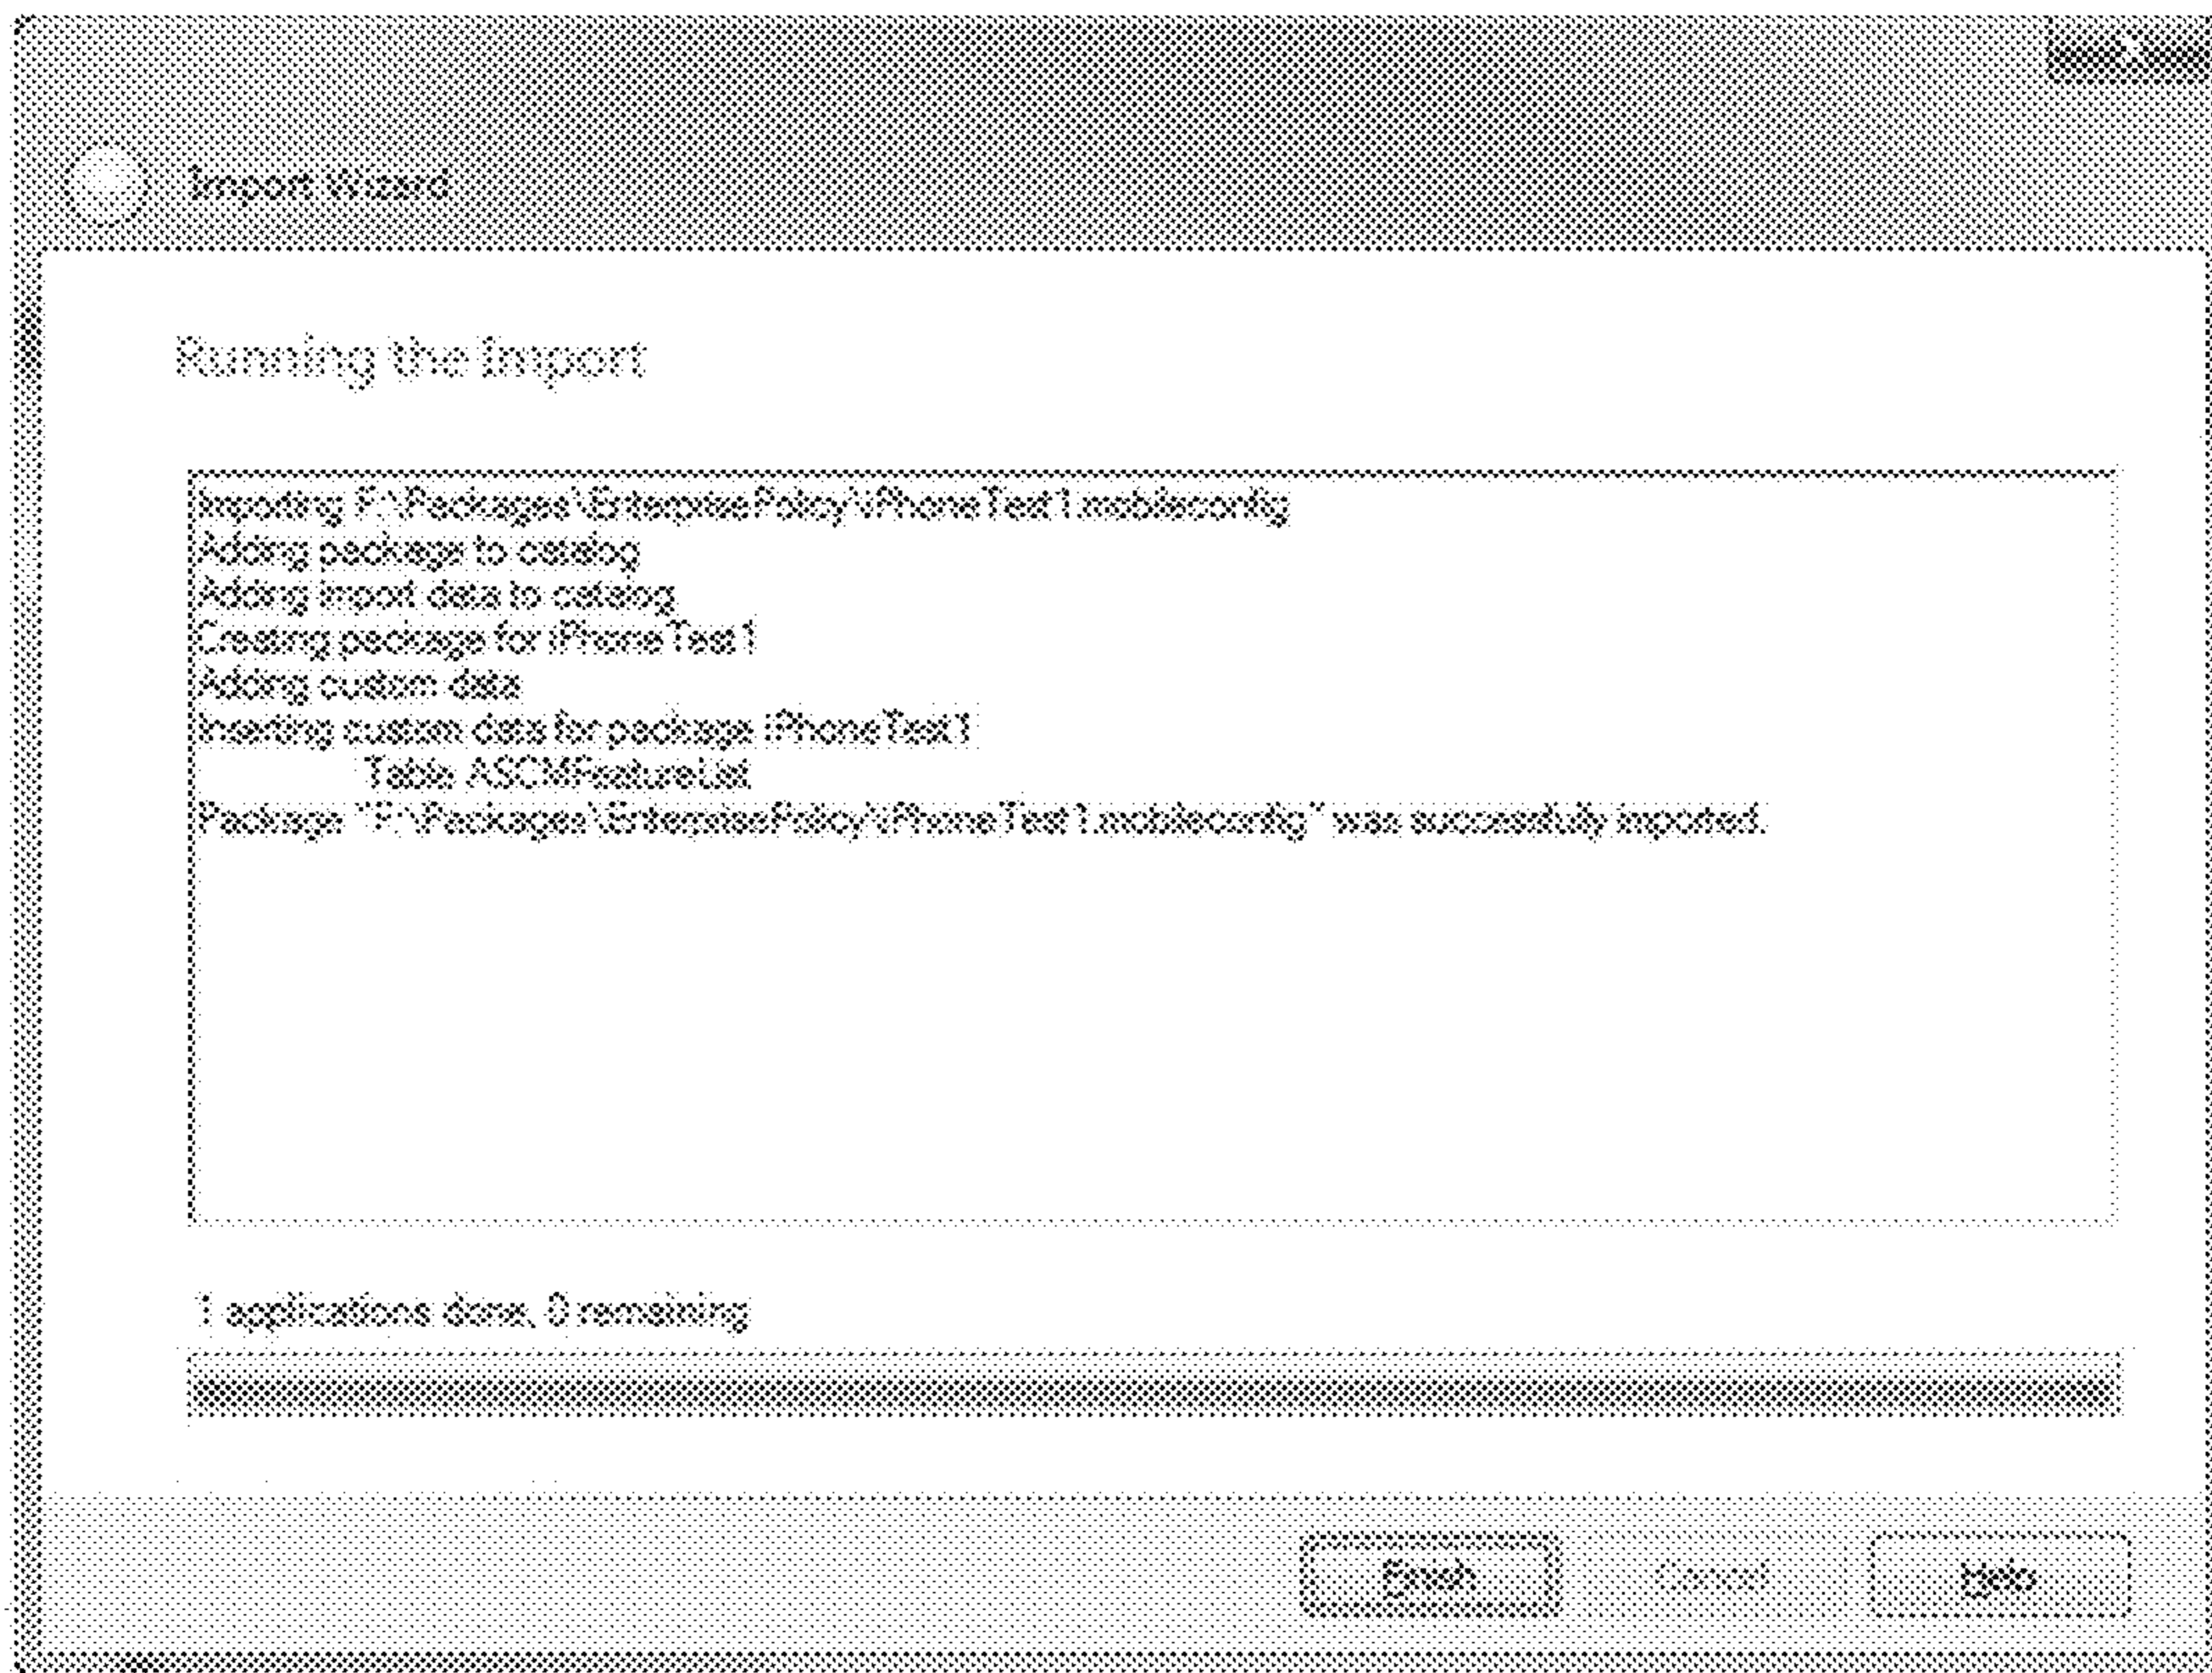 Import Wizard
Running the Import
Importing F:\Packages\EnterprisePolicy\iPhoneTest1.mobileconfig
Adding package to catalog
Adding import data to catalog
Creating package for iPhoneTest1
Adding custom data
Inserting custom data for package iPhoneTest1
Table ASCMFeatureList
Package "F:\Packages\EnterprisePolicy\iPhoneTest1.mobileconfig" was successfully imported.
1 applications done, 0 remaining
Finish Cancel Help